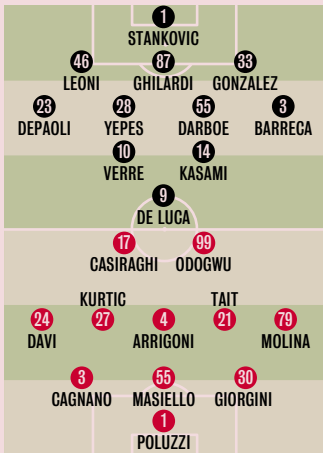 1
STANKOVIC
46 87 33
LEONI GHILARDI GONZALEZ
23 28 55 3
DEPAOLI YEPES DARBOE BARRECA
10 14
VERRE KASAMI
9
DE LUCA
17 99
CASIRAGHI ODOGWU
KURTIC TAIT
24 27 4 21 79
DAVI ARRIGONI MOLINA
3 55 30
CAGNANO MASIELLO GIORGINI
1
POLUZZI